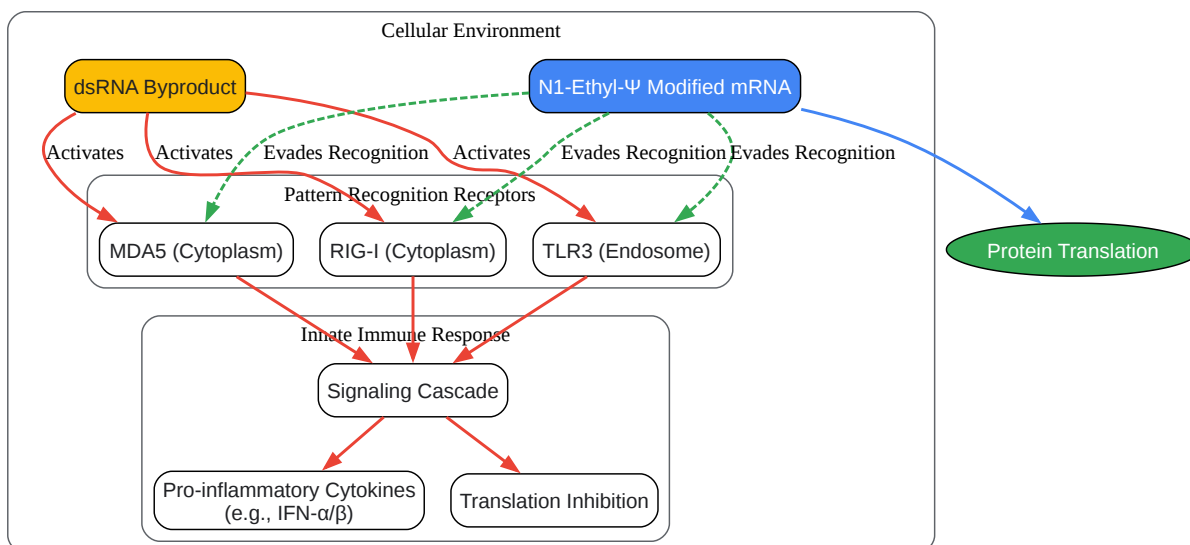 Cellular Environment
dsRNA Byproduct
N1-Ethyl-Ψ Modified mRNA
Activates
Activates
Evades Recognition
Activates
Evades Recognition
Evades Recognition
Pattern Recognition Receptors
MDA5 (Cytoplasm)
RIG-I (Cytoplasm)
TLR3 (Endosome)
Protein Translation
Innate Immune Response
Signaling Cascade
Pro-inflammatory Cytokines
(e.g., IFN-α/β)
Translation Inhibition